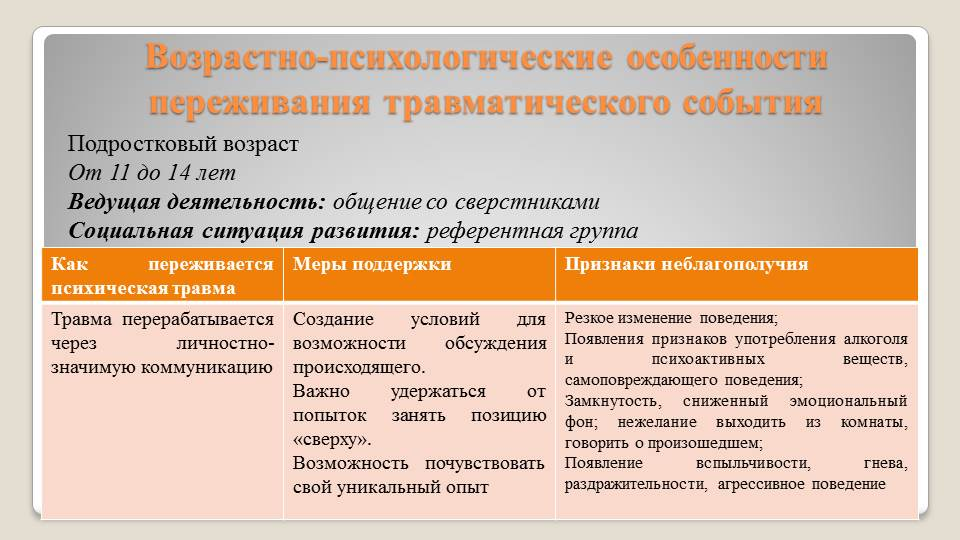 Возрастно-психологические особенности
переживания травматического события
Подростковый возраст
От 11 до 14 лет
Ведущая деятельность: общение со сверстниками
Социальная ситуация развития: референтная группа
Как переживается
психическая травма
Травма перерабатывается
через личностно-
значимую коммуникацию
Меры поддержки
Создание условий для
возможности обсуждения
происходящего.
Важно удержаться от
попыток занять позицию
«сверху».
Возможность почувствовать
свой уникальный опыт
Признаки неблагополучия
Резкое изменение поведения;
Появления признаков употребления алкоголя
и психоактивных веществ,
самоповреждающего поведения;
Замкнутость, сниженный эмоциональный
фон; нежелание выходить из комнаты,
говорить о произошедшем;
Появление вспыльчивости, гнева,
раздражительности, агрессивное поведение